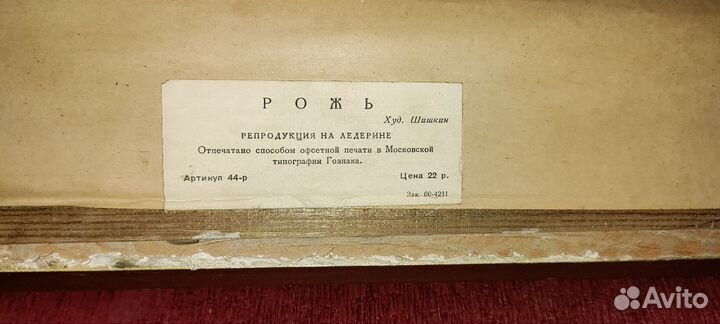 РОЖЬ
Худ. Шишкин
РЕПРОДУКЦИЯ НА ЛЕДЕРИНЕ
Отпечатано способом офсетной печати в Московской
типографии Гознака.
Артикул 44-р Цена 22 р.
Зак. 60-4211
Avito